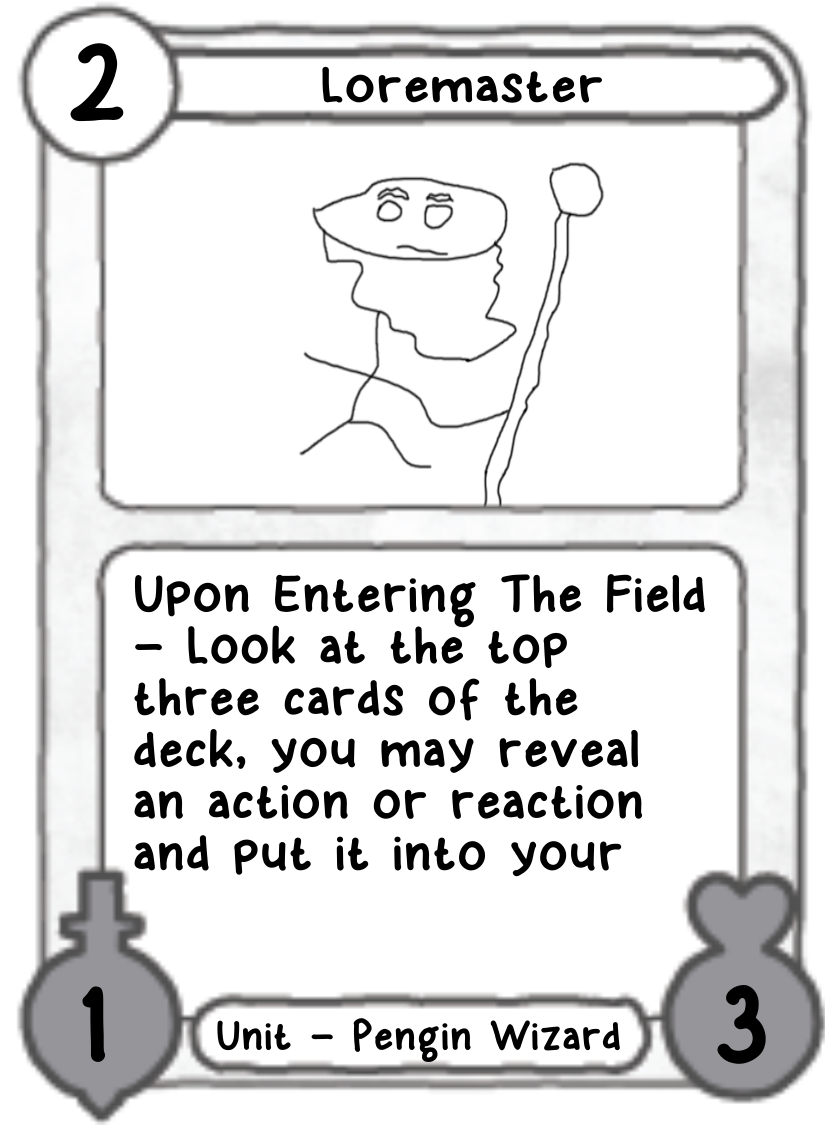 2
Loremaster
Upon Entering The Field
– Look at the top
three cards of the
deck, you may reveal
an action or reaction
and put it into your
1
Unit – Pengin Wizard
3